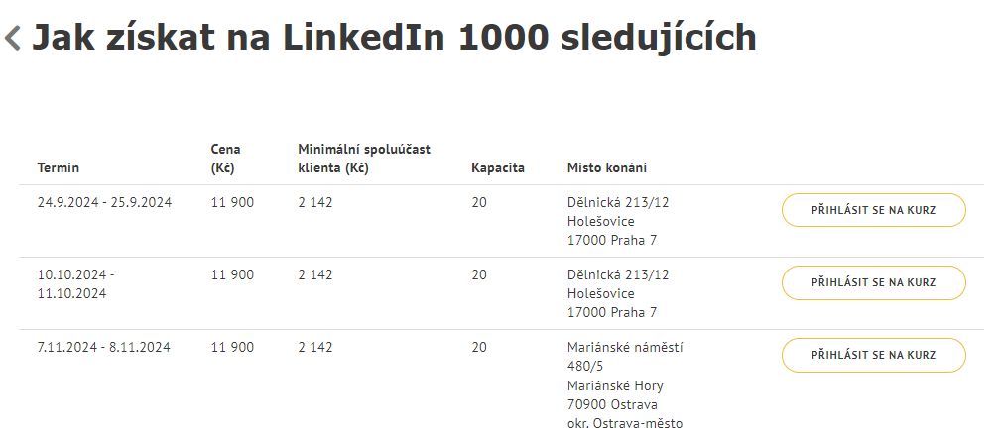 Jak získat na LinkedIn 1000 sledujících
Termín
Cena
(Kč)
Minimální spoluúčast
klienta (Kč)
Kapacita
Místo konání
24.9.2024 - 25.9.2024
11 900
2 142
20
Dělnická 213/12
Holešovice
17000 Praha 7
PŘIHLÁSIT SE NA KURZ
10.10.2024 -
11.10.2024
11 900
2 142
20
Dělnická 213/12
Holešovice
17000 Praha 7
PŘIHLÁSIT SE NA KURZ
7.11.2024 - 8.11.2024
11 900
2 142
20
Mariánské náměstí
480/5
Mariánské Hory
70900 Ostrava
okr. Ostrava-město
PŘIHLÁSIT SE NA KURZ